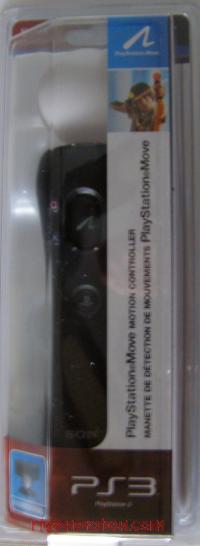 PlayStation®Move
PlayStation®Move MOTION CONTROLLER
MANETTE DE DÉTECTION DE MOUVEMENTS PlayStation®Move
SONY
PS3
PlayStation 3